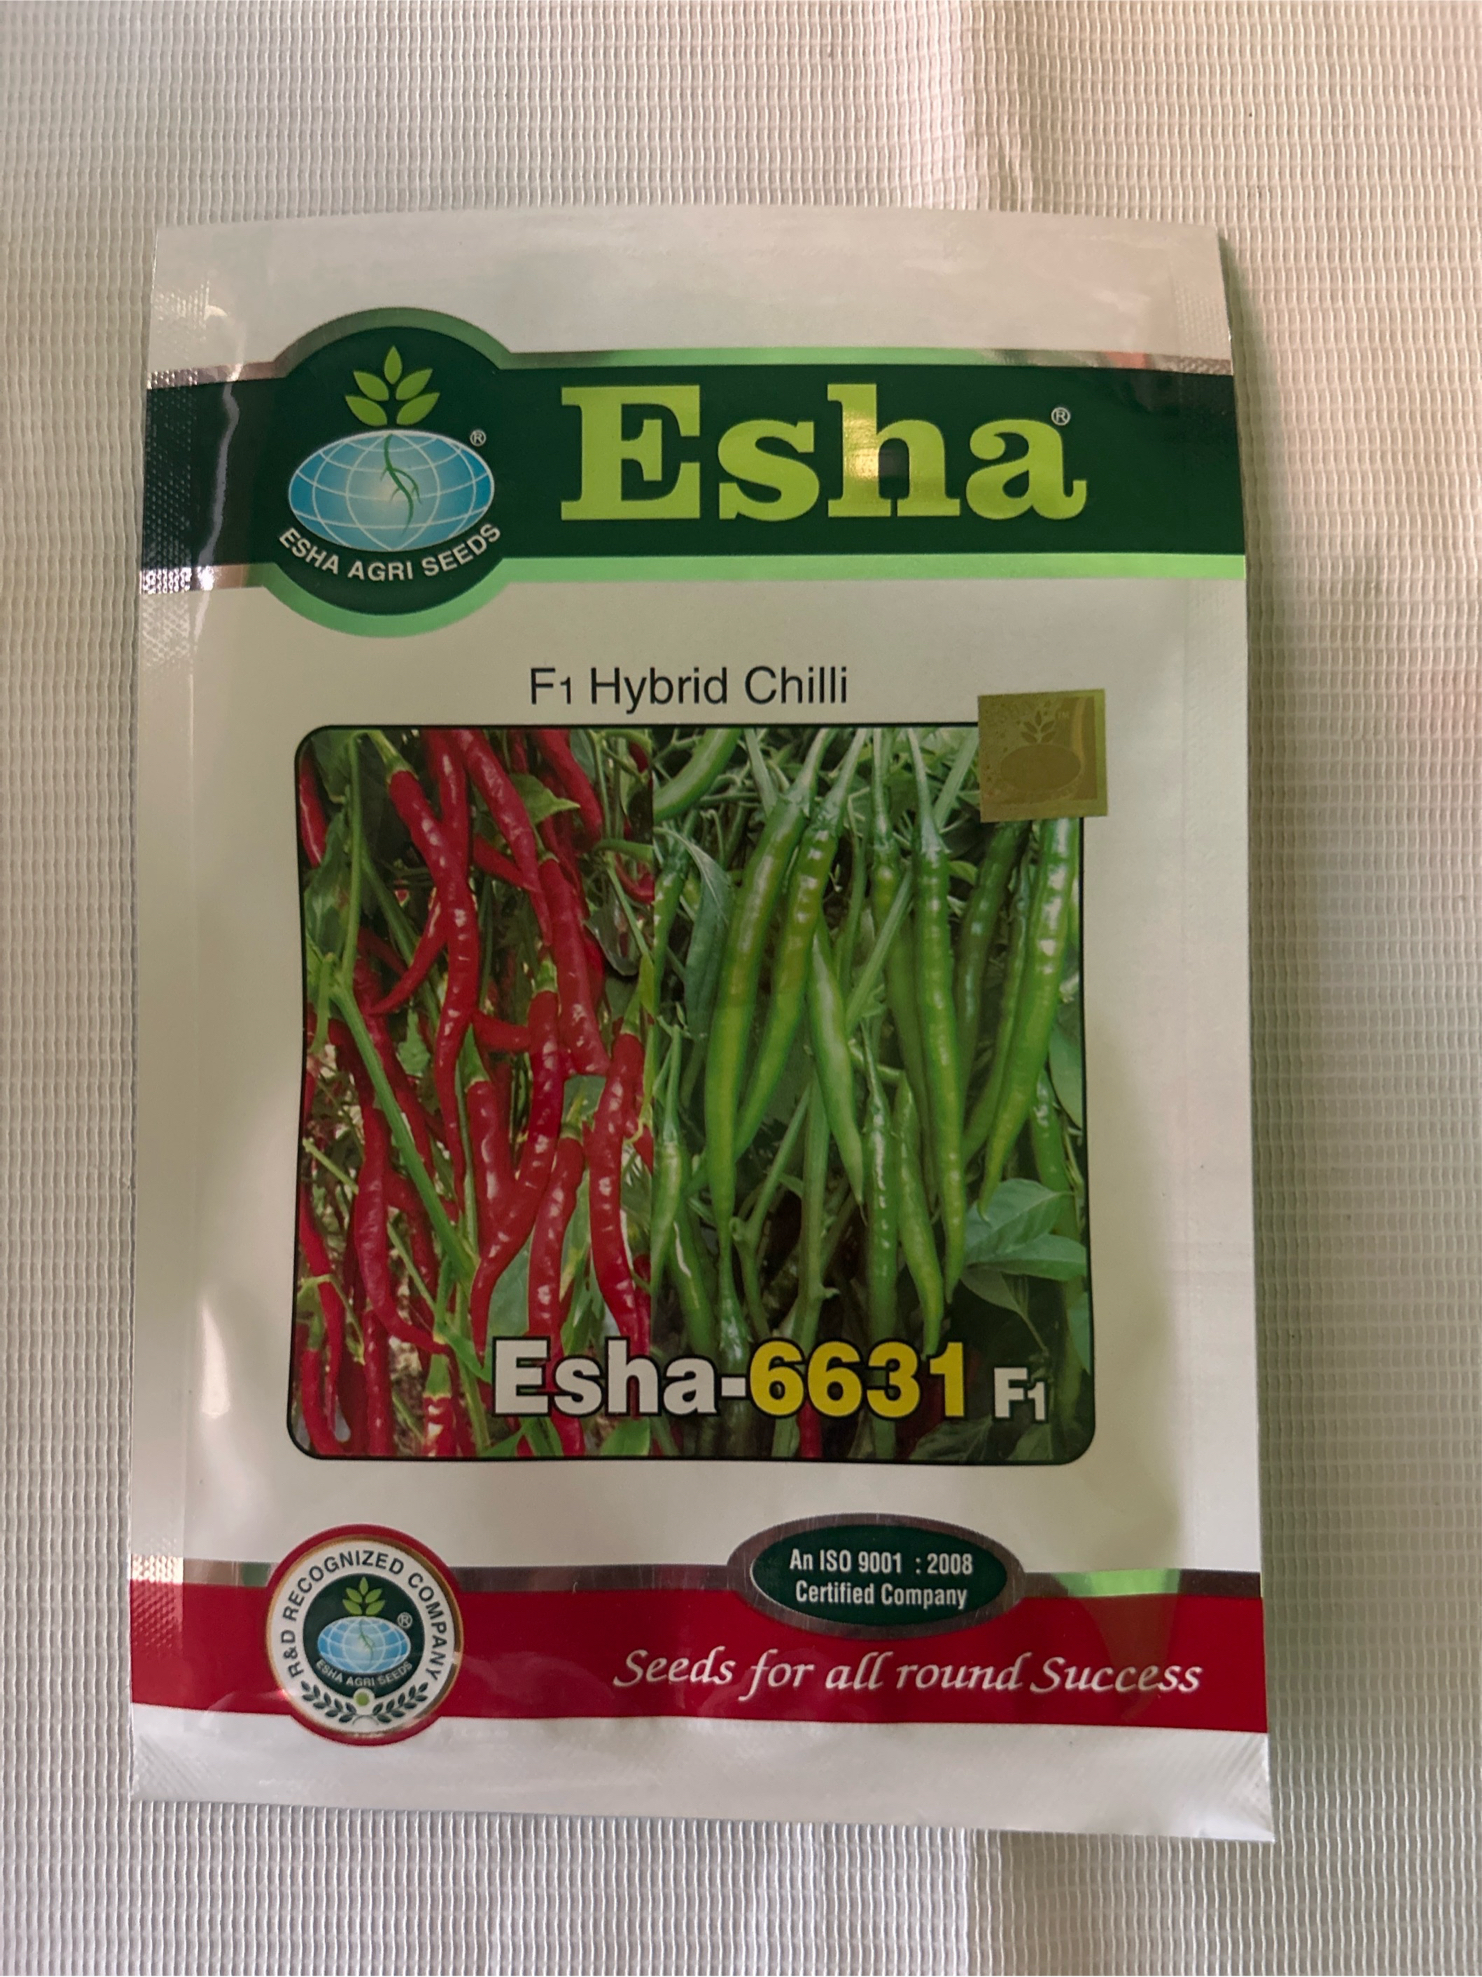 Esha®
®
ESHA AGRI SEEDS
F1 Hybrid Chilli
Esha-6631 F1
An ISO 9001 : 2008
Certified Company
R&D RECOGNIZED COMPANY
®
ESHA AGRI SEEDS
Seeds for all round Success